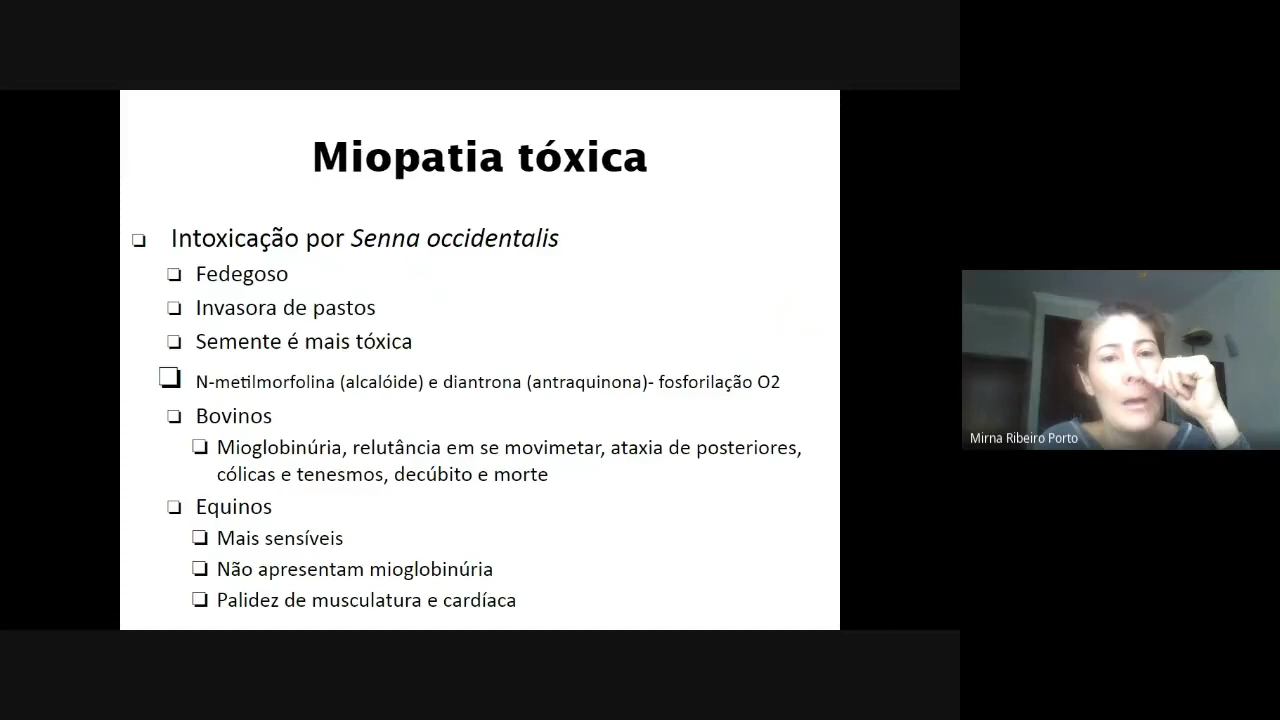 Miopatia tóxica
Intoxicação por Senna occidentalis
Fedegoso
Invasora de pastos
Semente é mais tóxica
N-metilmorfolina (alcalóide) e diantrona (antraquinona)- fosforilação O2
Bovinos
Mioglobinúria, relutância em se movimetar, ataxia de posteriores,
cólicas e tenesmos, decúbito e morte
Equinos
Mais sensíveis
Não apresentam mioglobinúria
Palidez de musculatura e cardíaca
Mirna Ribeiro Porto